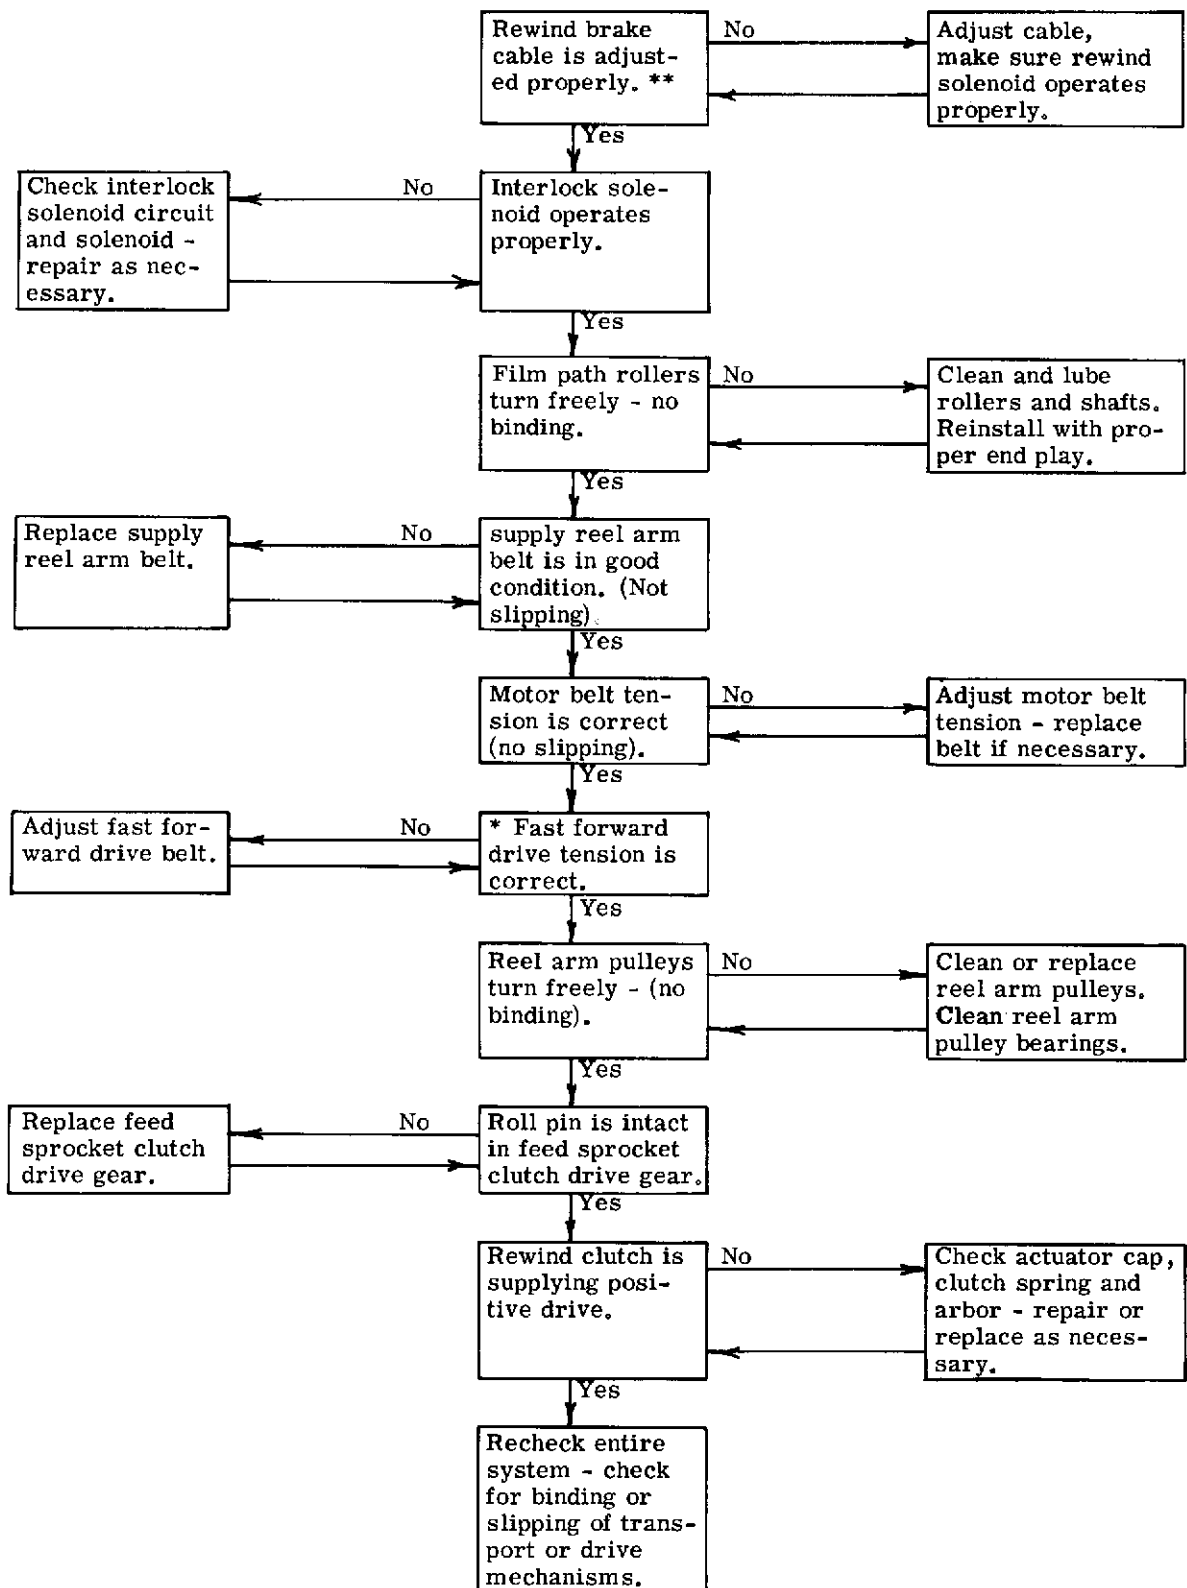 Rewind brake
cable is adjust-
ed properly. **
No
Adjust cable,
make sure rewind
solenoid operates
properly.
Yes
Check interlock
solenoid circuit
and solenoid -
repair as nec-
essary.
No
Interlock sole-
noid operates
properly.
Yes
Film path rollers
turn freely - no
binding.
No
Clean and lube
rollers and shafts.
Reinstall with pro-
per end play.
Yes
Replace supply
reel arm belt.
No
supply reel arm
belt is in good
condition. (Not
slipping).
Yes
Motor belt ten-
sion is correct
(no slipping).
No
Adjust motor belt
tension - replace
belt if necessary.
Yes
Adjust fast for-
ward drive belt.
No
* Fast forward
drive tension is
correct.
Yes
Reel arm pulleys
turn freely - (no
binding).
No
Clean or replace
reel arm pulleys.
Clean reel arm
pulley bearings.
Yes
Replace feed
sprocket clutch
drive gear.
No
Roll pin is intact
in feed sprocket
clutch drive gear.
Yes
Rewind clutch is
supplying posi-
tive drive.
No
Check actuator cap,
clutch spring and
arbor - repair or
replace as neces-
sary.
Yes
Recheck entire
system - check
for binding or
slipping of trans-
port or drive
mechanisms.